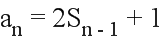 aₙ = 2Sₙ ₋ ₁ + 1